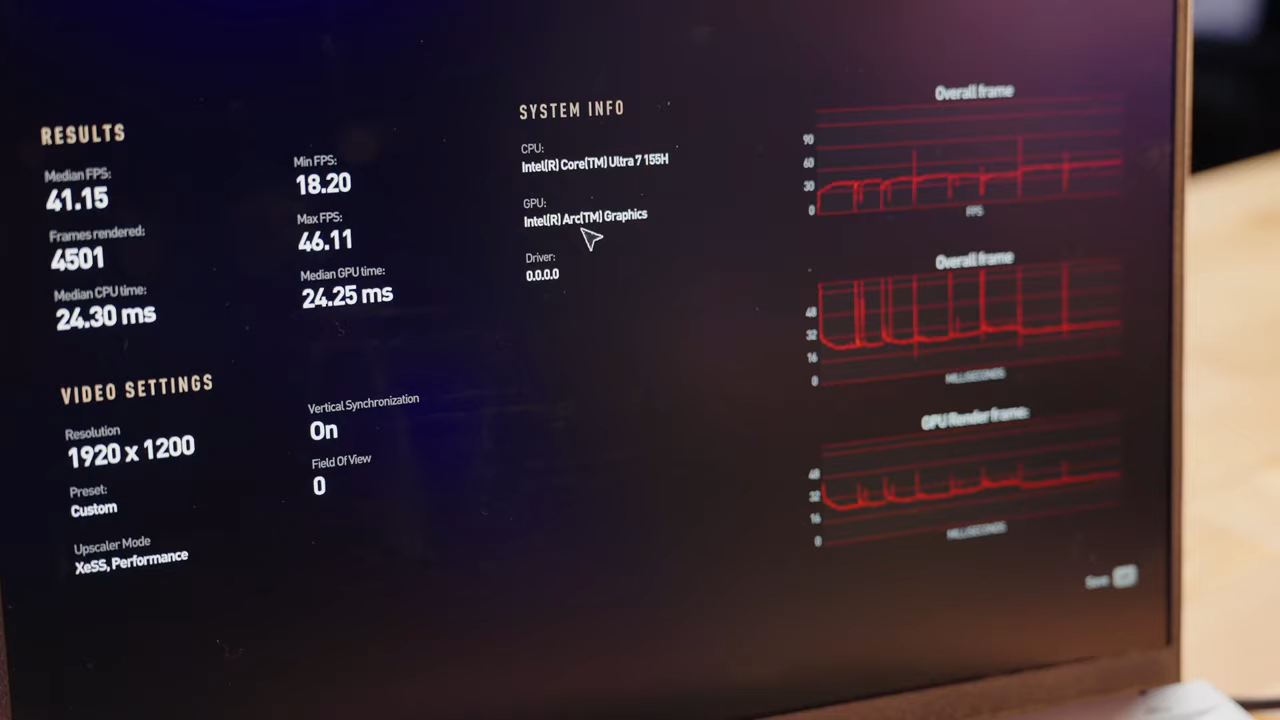 RESULTS
Median FPS:
41.15
Min FPS:
18.20
Frames rendered:
4501
Max FPS:
46.11
Median CPU time:
24.30 ms
Median GPU time:
24.25 ms
VIDEO SETTINGS
Resolution
1920 x 1200
Vertical Synchronization
On
Preset:
Custom
Field Of View
0
Upscaler Mode
XeSS, Performance
SYSTEM INFO
CPU:
Intel(R) Core(TM) Ultra 7 155H
GPU:
Intel(R) Arc(TM) Graphics
Driver:
0.0.0.0
Overall frame
90
60
30
0
FPS
Overall frame
48
32
16
0
MILLISECONDS
GPU Render frame:
48
32
16
0
MILLISECONDS
Save